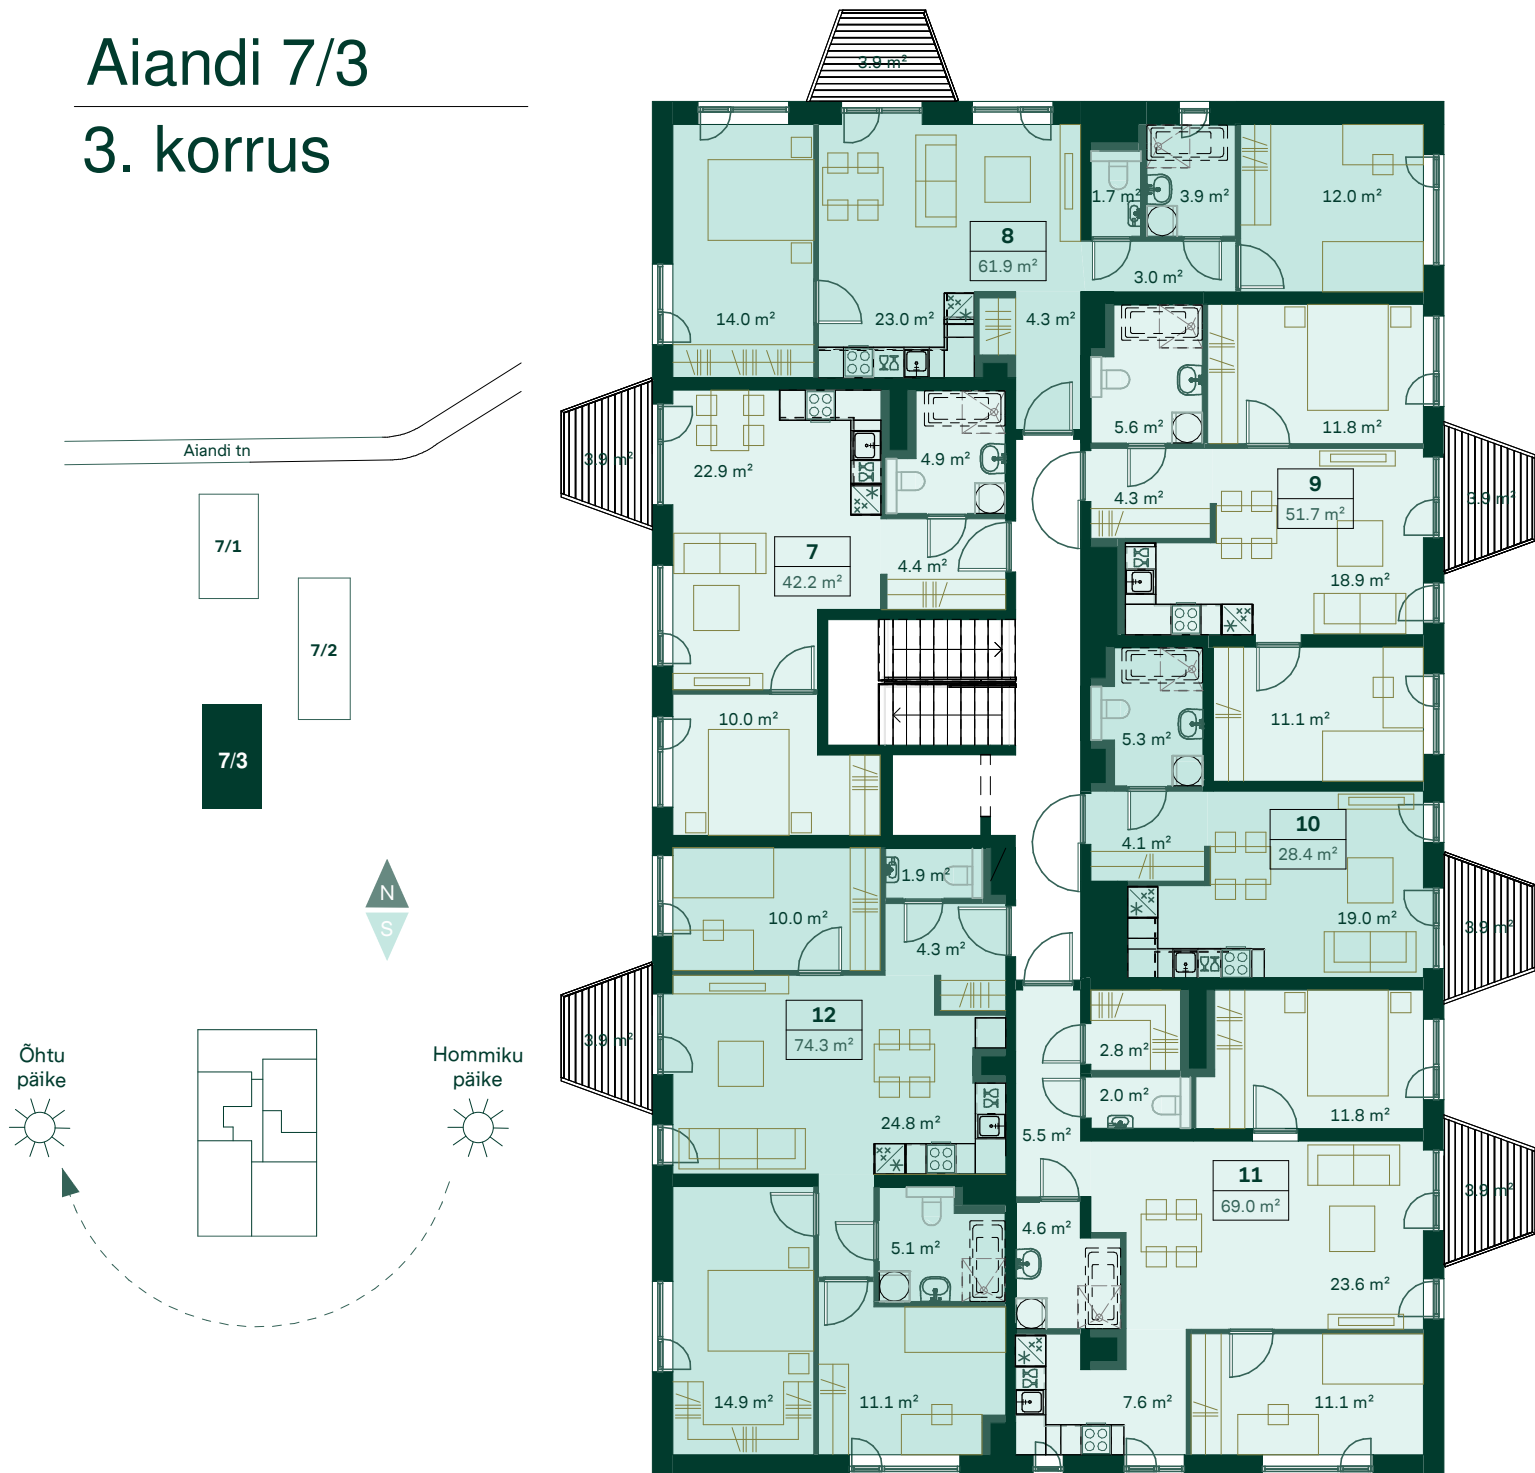 Aiandi 7/3
3. korrus
3.9 m²
1.7 m²
3.9 m²
12.0 m²
8
61.9 m²
3.0 m²
14.0 m²
23.0 m²
4.3 m²
5.6 m²
11.8 m²
Aiandi tn
3.9 m²
22.9 m²
4.9 m²
4.3 m²
9
51.7 m²
3.9 m²
7/1
7
42.2 m²
4.4 m²
18.9 m²
7/2
10.0 m²
5.3 m²
11.1 m²
7/3
10
28.4 m²
4.1 m²
1.9 m²
N
S
10.0 m²
4.3 m²
19.0 m²
3.9 m²
12
74.3 m²
3.9 m²
2.8 m²
Õhtu
päike
Hommiku
päike
2.0 m²
11.8 m²
24.8 m²
5.5 m²
11
69.0 m²
3.9 m²
5.1 m²
4.6 m²
23.6 m²
14.9 m²
11.1 m²
7.6 m²
11.1 m²